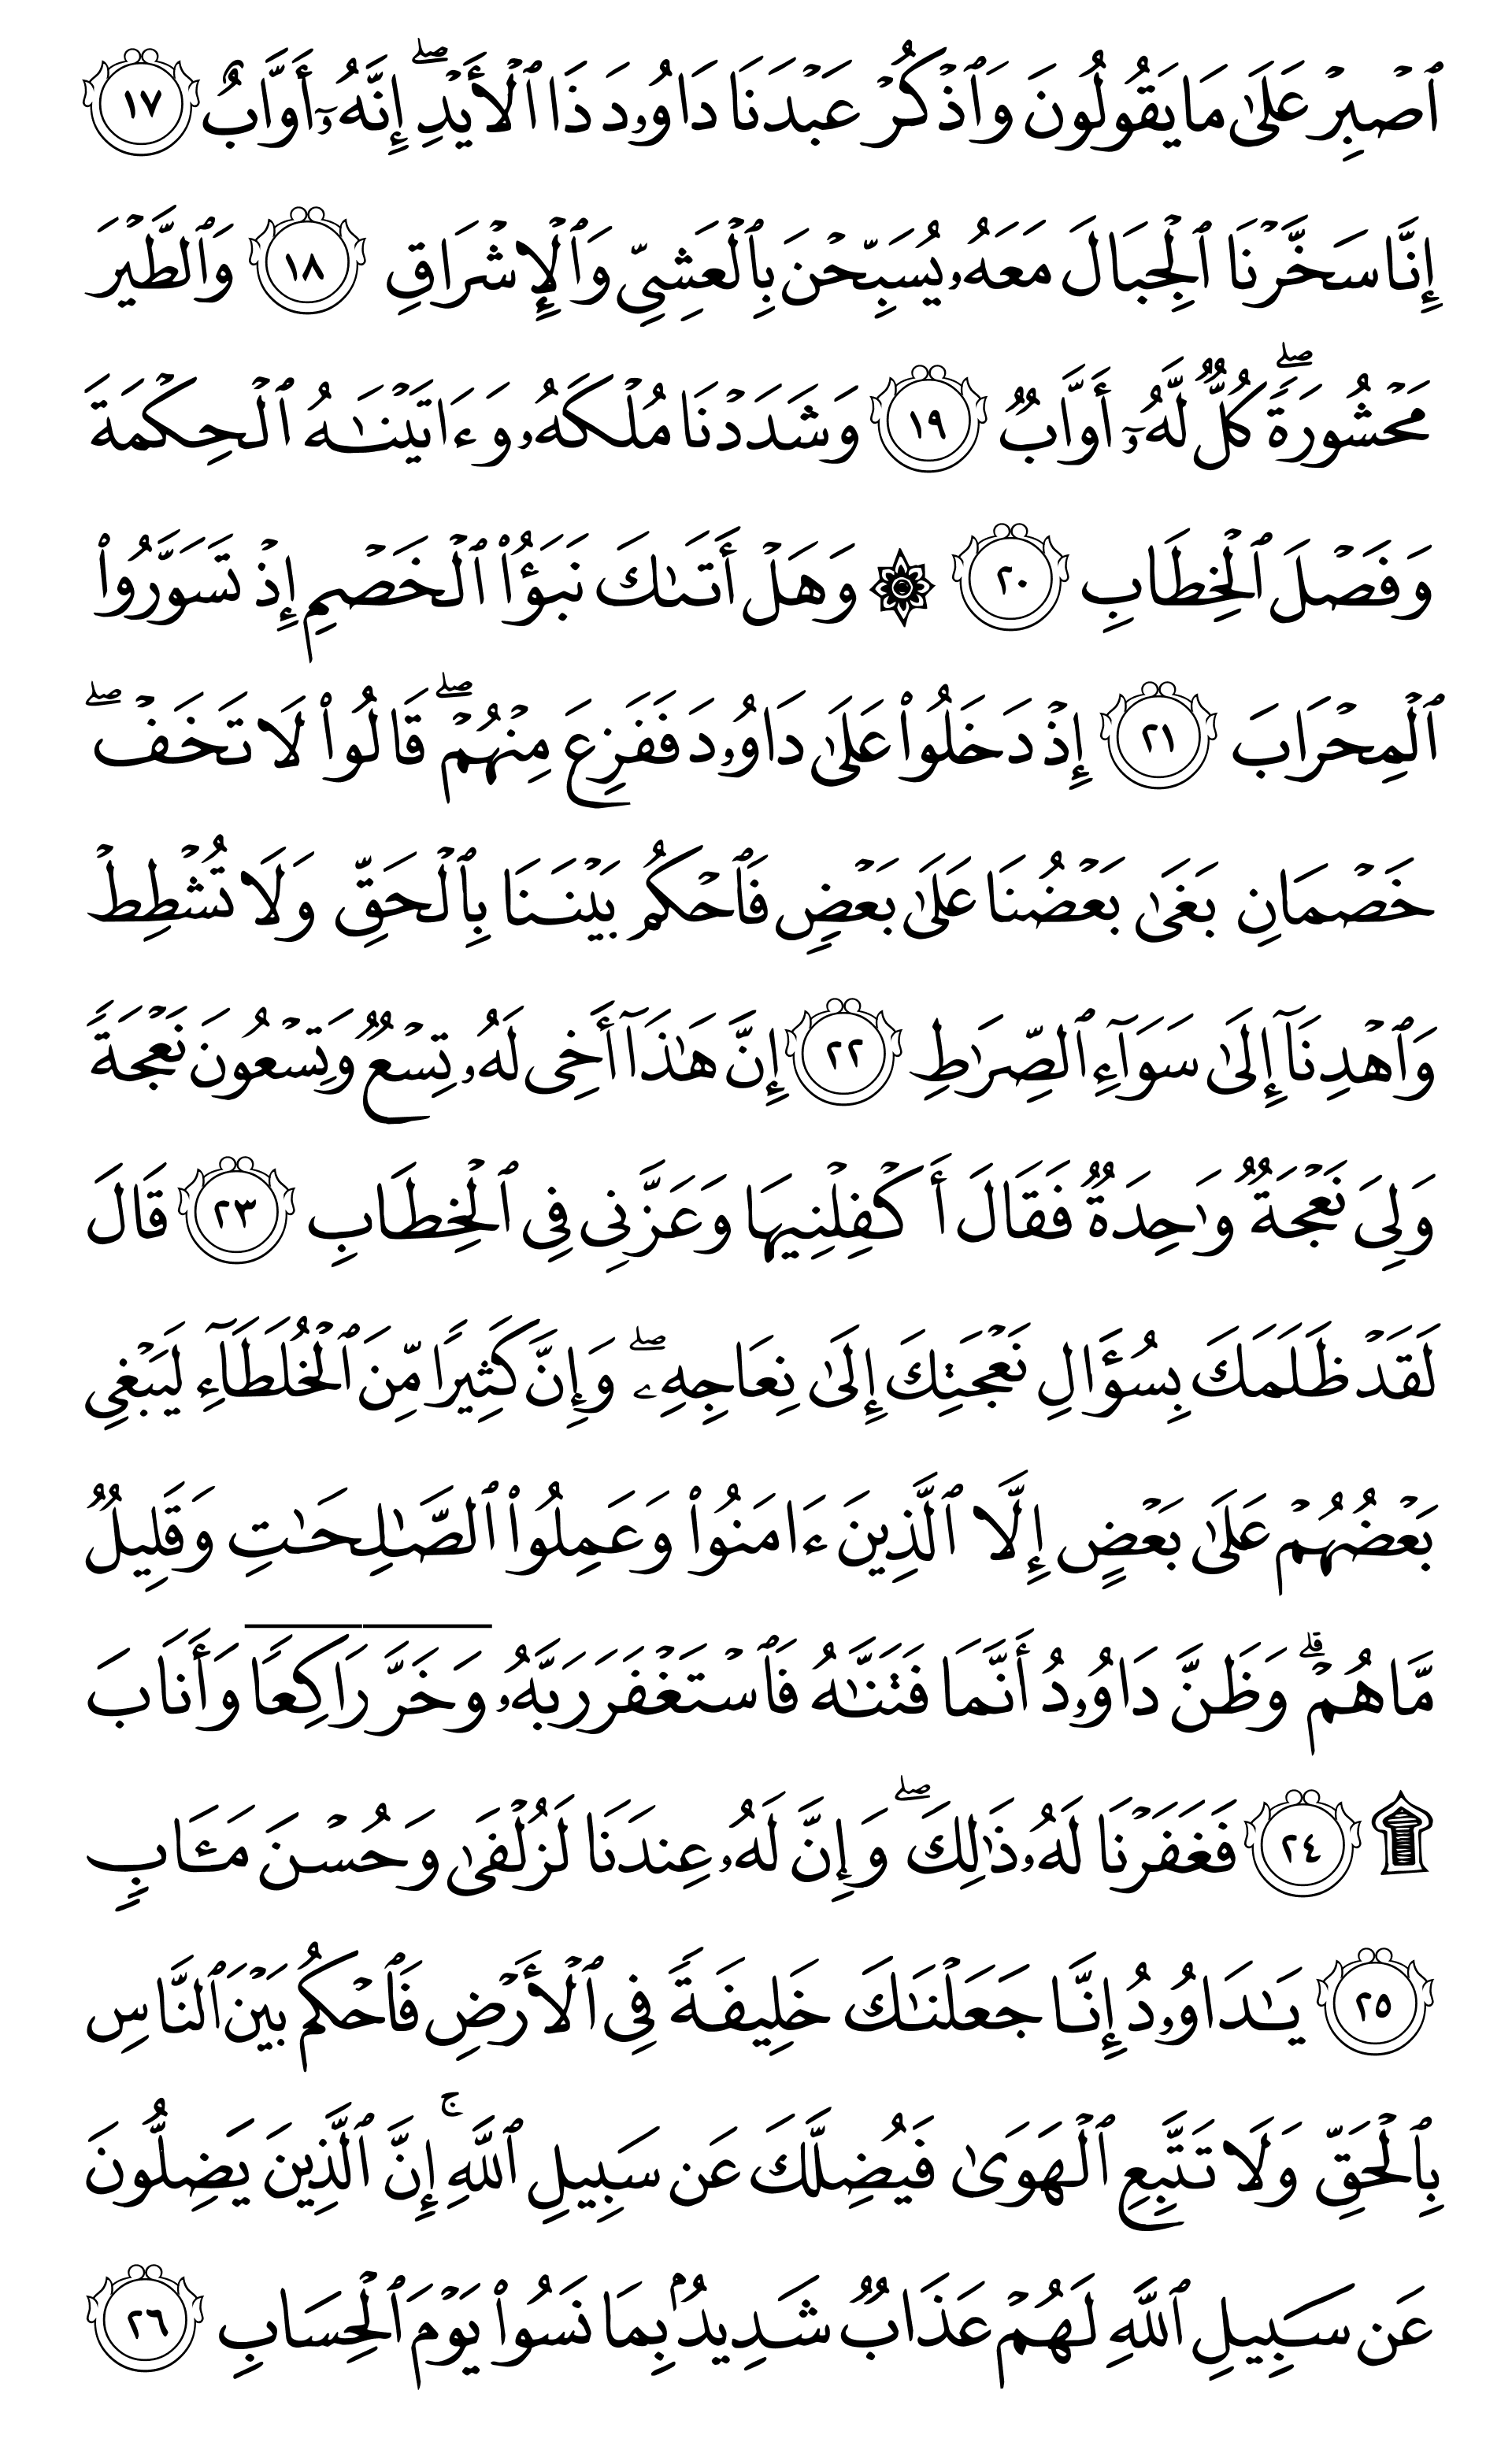 ٱصۡبِرۡ عَلَىٰ مَا يَقُولُونَ وَٱذۡكُرۡ عَبۡدَنَا دَاوُۥدَ ذَا ٱلۡأَيۡدِۖ إِنَّهُۥٓ أَوَّابٌ ١٧
إِنَّا سَخَّرۡنَا ٱلۡجِبَالَ مَعَهُۥ يُسَبِّحۡنَ بِٱلۡعَشِيِّ وَٱلۡإِشۡرَاقِ ١٨ وَٱلطَّيۡرَ
مَحۡشُورَةٗۖ كُلّٞ لَّهُۥٓ أَوَّابٞ ١٩ وَشَدَدۡنَا مُلۡكَهُۥ وَءَاتَيۡنَٰهُ ٱلۡحِكۡمَةَ
وَفَصۡلَ ٱلۡخِطَابِ ٢٠ ۞ وَهَلۡ أَتَىٰكَ نَبَؤُاْ ٱلۡخَصۡمِ إِذۡ تَسَوَّرُواْ
ٱلۡمِحۡرَابَ ٢١ إِذۡ دَخَلُواْ عَلَىٰ دَاوُۥدَ فَفَزِعَ مِنۡهُمۡۖ قَالُواْ لَا تَخَفۡۖ
خَصۡمَانِ بَغَىٰ بَعۡضُنَا عَلَىٰ بَعۡضٖ فَٱحۡكُم بَيۡنَنَا بِٱلۡحَقِّ وَلَا تُشۡطِطۡ
وَٱهۡدِنَآ إِلَىٰ سَوَآءِ ٱلصِّرَٰطِ ٢٢ إِنَّ هَٰذَآ أَخِي لَهُۥ تِسۡعٞ وَتِسۡعُونَ نَعۡجَةٗ
وَلِيَ نَعۡجَةٞ وَٰحِدَةٞ فَقَالَ أَكۡفِلۡنِيهَا وَعَزَّنِي فِي ٱلۡخِطَابِ ٢٣ قَالَ
لَقَدۡ ظَلَمَكَ بِسُؤَالِ نَعۡجَتِكَ إِلَىٰ نِعَاجِهِۦۖ وَإِنَّ كَثِيرٗا مِّنَ ٱلۡخُلَطَآءِ لَيَبۡغِي
بَعۡضُهُمۡ عَلَىٰ بَعۡضٍ إِلَّا ٱلَّذِينَ ءَامَنُواْ وَعَمِلُواْ ٱلصَّٰلِحَٰتِ وَقَلِيلٞ
مَّا هُمۡۗ وَظَنَّ دَاوُۥدُ أَنَّمَا فَتَنَّٰهُ فَٱسۡتَغۡفَرَ رَبَّهُۥ وَخَرَّ رَاكِعٗا وَأَنَابَ
۩ ٢٤ فَغَفَرۡنَا لَهُۥ ذَٰلِكَۖ وَإِنَّ لَهُۥ عِندَنَا لَزُلۡفَىٰ وَحُسۡنَ مَـَٔابٖ
٢٥ يَٰدَاوُۥدُ إِنَّا جَعَلۡنَٰكَ خَلِيفَةٗ فِي ٱلۡأَرۡضِ فَٱحۡكُم بَيۡنَ ٱلنَّاسِ
بِٱلۡحَقِّ وَلَا تَتَّبِعِ ٱلۡهَوَىٰ فَيُضِلَّكَ عَن سَبِيلِ ٱللَّهِۚ إِنَّ ٱلَّذِينَ يَضِلُّونَ
عَن سَبِيلِ ٱللَّهِ لَهُمۡ عَذَابٞ شَدِيدُۢ بِمَا نَسُواْ يَوۡمَ ٱلۡحِسَابِ ٢٦